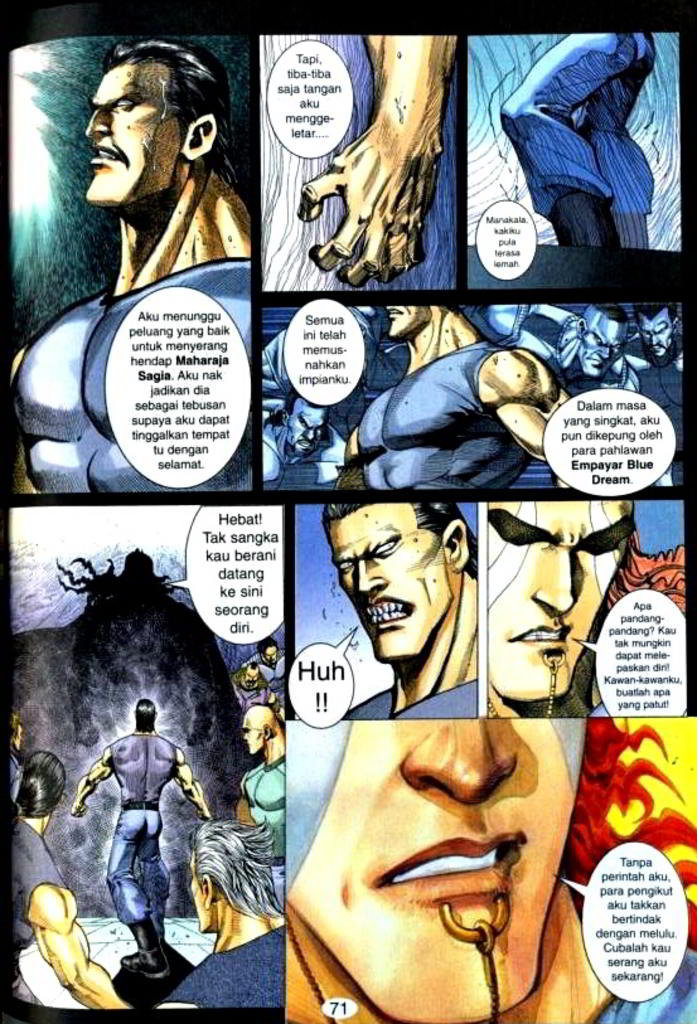 Aku menunggu
peluang yang baik
untuk menyerang
hendap Maharaja
Sagia. Aku nak
jadikan dia
sebagai tebusan
supaya aku dapat
tinggalkan tempat
tu dengan
selamat.
Tapi,
tiba-tiba
saja tangan
aku
mengge-
letar....
Manakala,
kakiku
pula
terasa
lemah.
Semua
ini telah
memus-
nahkan
impianku.
Dalam masa
yang singkat, aku
pun dikepung oleh
para pahlawan
Empayar Blue
Dream.
Hebat!
Tak sangka
kau berani
datang
ke sini
seorang
diri.
Huh
!!
Apa
pandang-
pandang? Kau
tak mungkin
dapat mele-
paskan diri!
Kawan-kawanku,
buatlah apa
yang patut!
Tanpa
perintah aku,
para pengikut
aku takkan
bertindak
dengan melulu.
Cubalah kau
serang aku
sekarang!
71